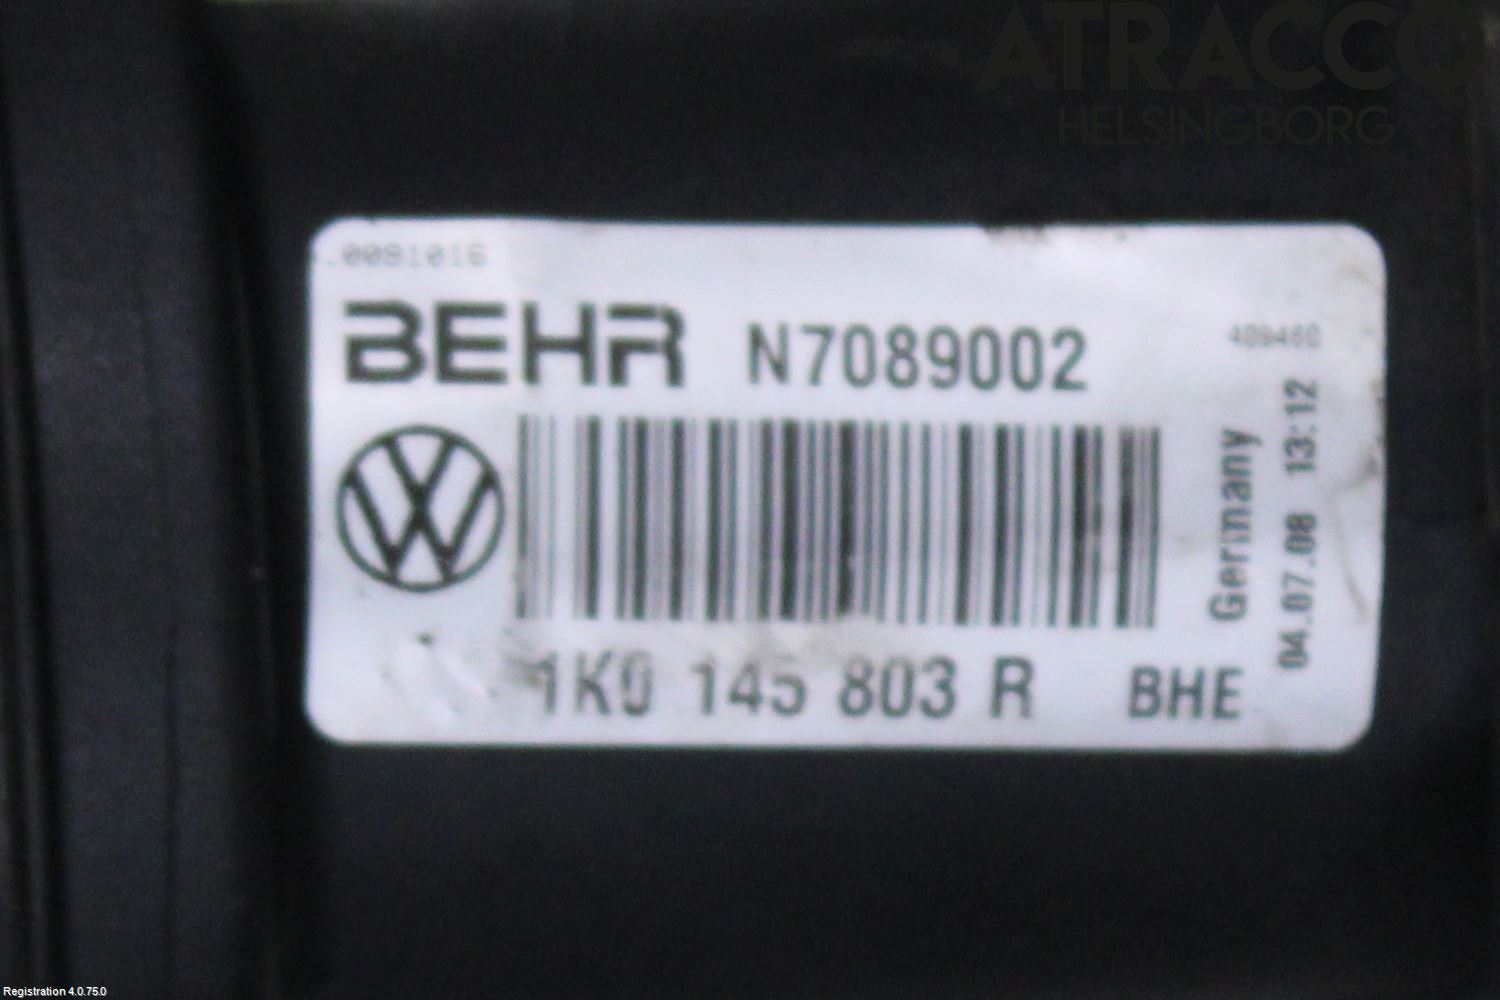 ATRACCO
HELSINGBORG
.0091016
BEHR N7089002
409460
Germany
04.07.08 13:12
1K0 145 803 R BHE
Registration 4.0.75.0